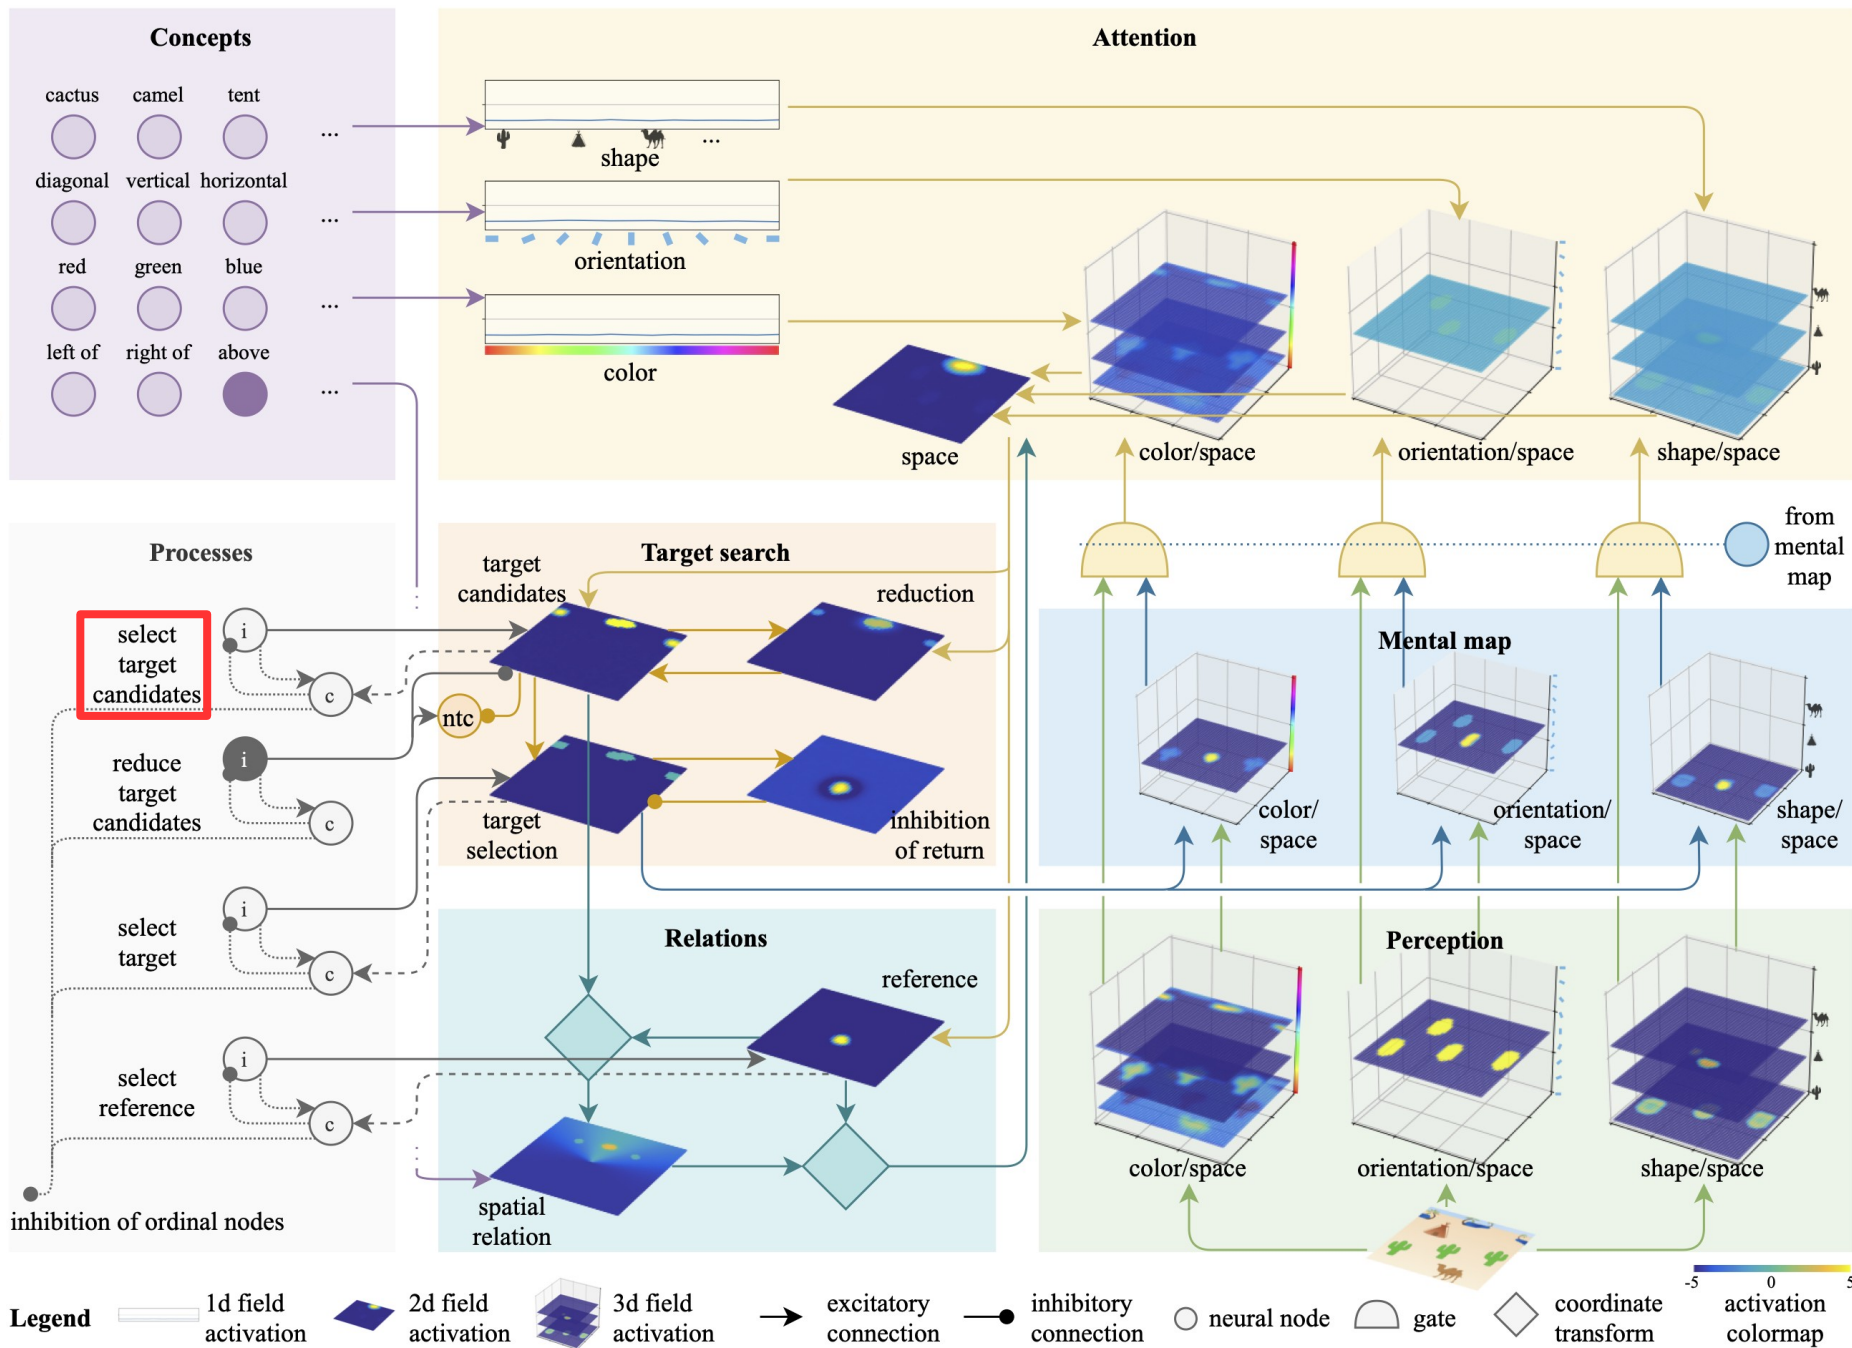 Concepts
cactus camel tent
...
diagonal vertical horizontal
...
red green blue
...
left of right of above
...
Attention
...
shape
orientation
color
space
color/space
orientation/space
shape/space
from
mental
map
Processes
select
target
candidates
i
c
reduce
target
candidates
i
c
select
target
i
c
select
reference
i
c
inhibition of ordinal nodes
Target search
target
candidates
reduction
ntc
target
selection
inhibition
of return
Mental map
color/
space
orientation/
space
shape/
space
Relations
reference
spatial
relation
Perception
color/space
orientation/space
shape/space
Legend
1d field
activation
2d field
activation
3d field
activation
excitatory
connection
inhibitory
connection
neural node
gate
coordinate
transform
-5 0 5
activation
colormap